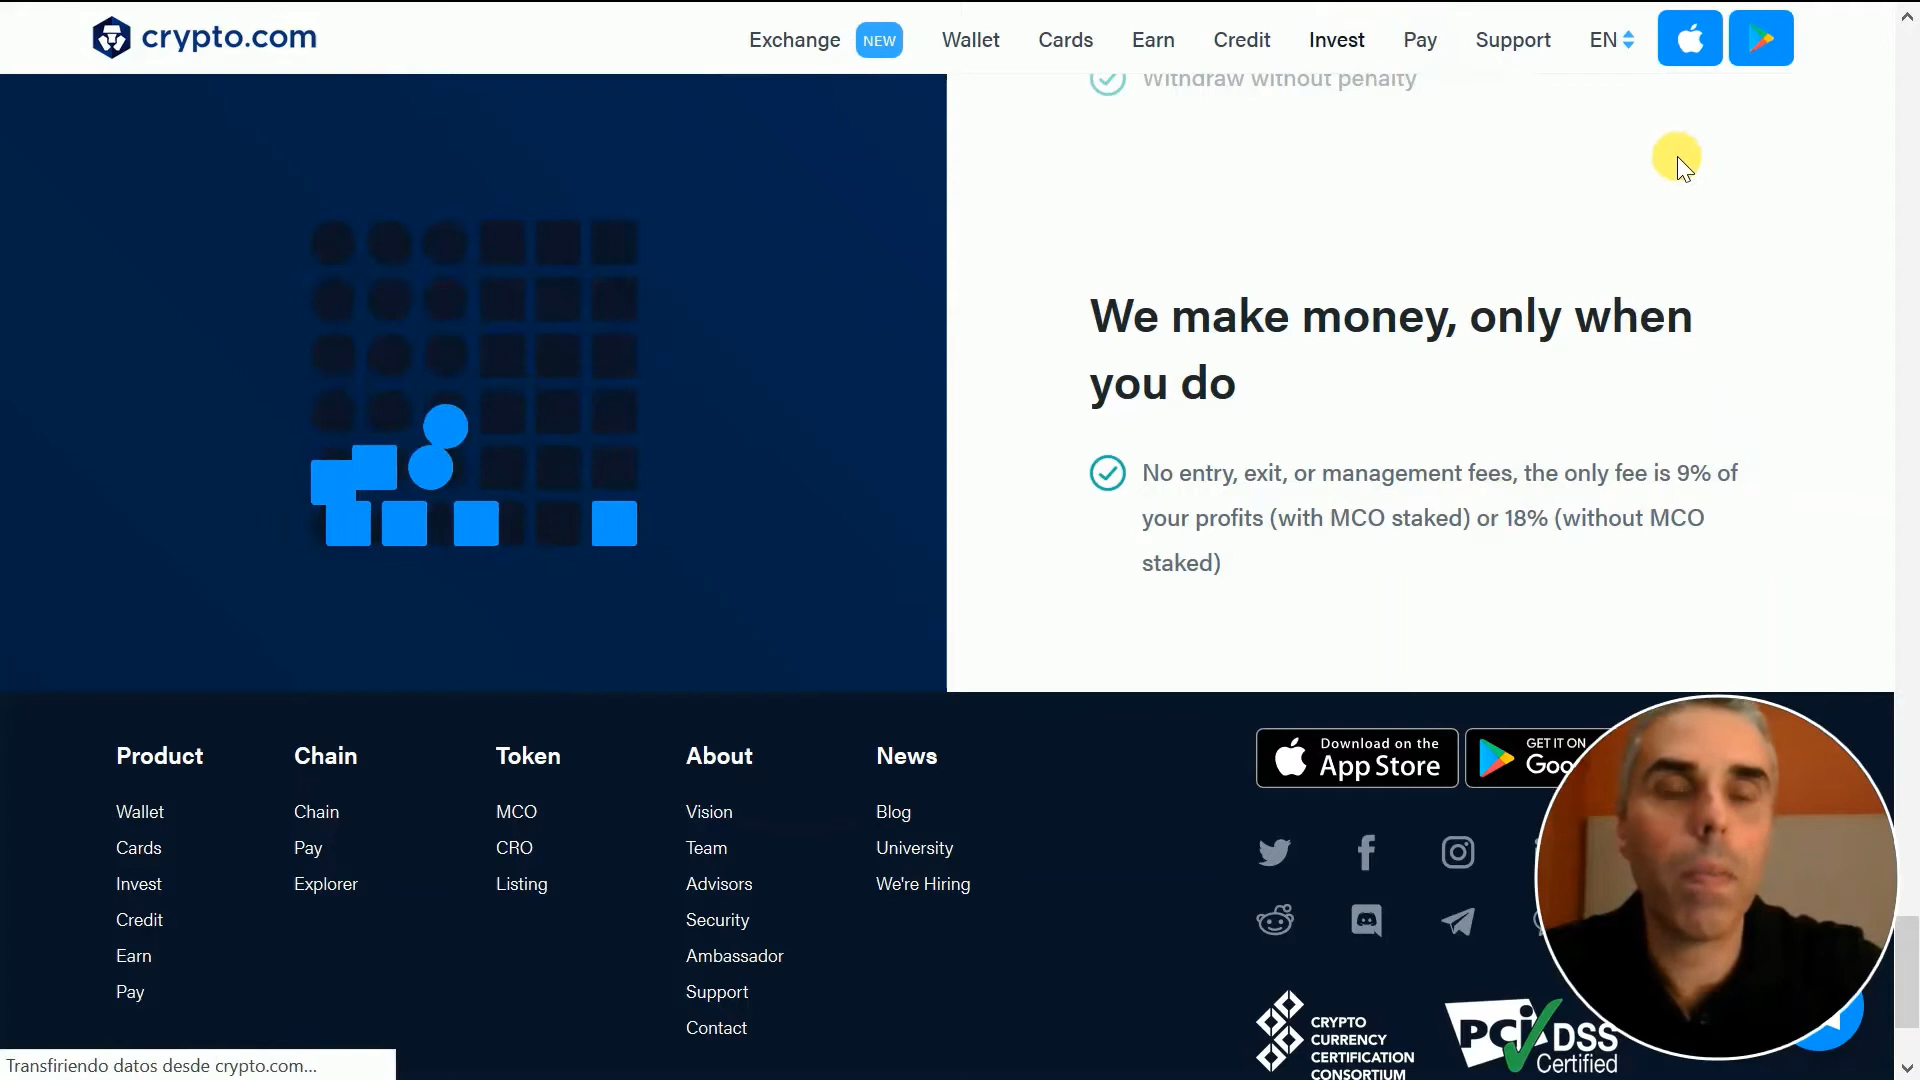 crypto.com
Exchange NEW Wallet Cards Earn Credit Invest Pay Support EN
Withdraw without penalty
We make money, only when
you do
No entry, exit, or management fees, the only fee is 9% of
your profits (with MCO staked) or 18% (without MCO
staked)
Product
Wallet
Cards
Invest
Credit
Earn
Pay
Chain
Chain
Pay
Explorer
Token
MCO
CRO
Listing
About
Vision
Team
Advisors
Security
Ambassador
Support
Contact
News
Blog
University
We're Hiring
Download on the
App Store
GET IT ON
CRYPTO
CURRENCY
CERTIFICATION
CONSORTIUM
PCI DSS
Certified
Transfiriendo datos desde crypto.com...